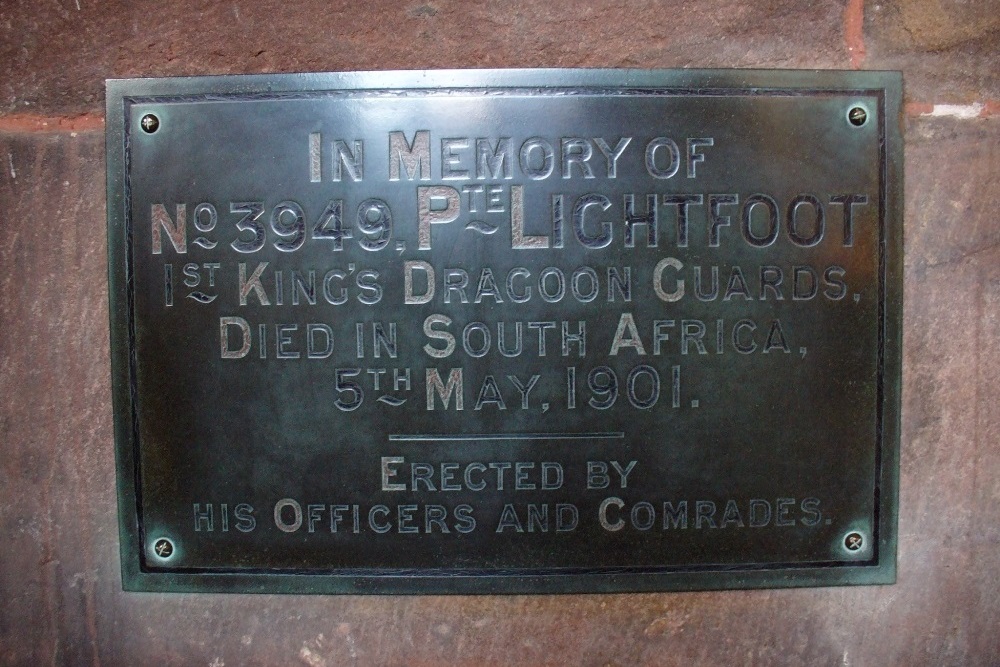 IN MEMORY OF
No 3949, PTE LIGHTFOOT
1ST KING'S DRAGOON GUARDS,
DIED IN SOUTH AFRICA,
5TH MAY, 1901.
ERECTED BY
HIS OFFICERS AND COMRADES.